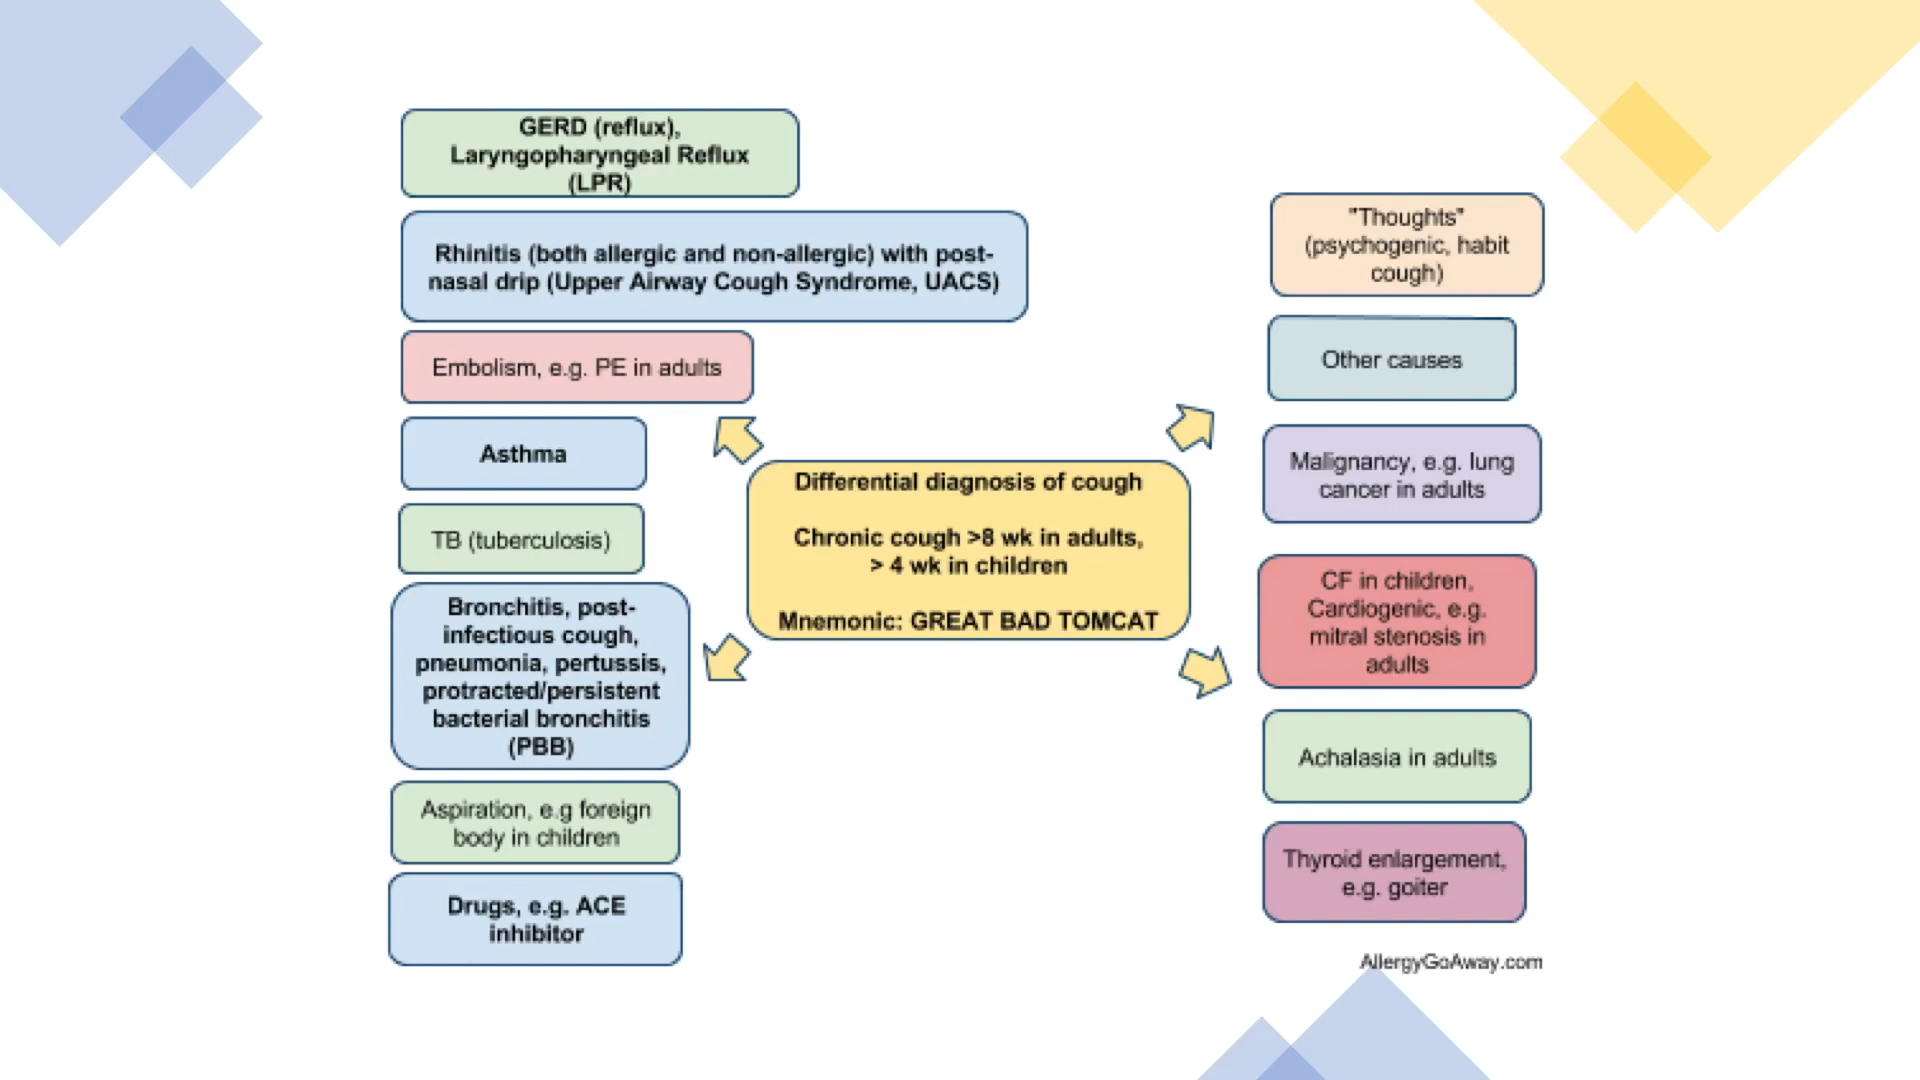 GERD (reflux),
Laryngopharyngeal Reflux
(LPR)
Rhinitis (both allergic and non-allergic) with post-
nasal drip (Upper Airway Cough Syndrome, UACS)
Embolism, e.g. PE in adults
Asthma
TB (tuberculosis)
Bronchitis, post-
infectious cough,
pneumonia, pertussis,
protracted/persistent
bacterial bronchitis
(PBB)
Aspiration, e.g foreign
body in children
Drugs, e.g. ACE
inhibitor
Differential diagnosis of cough
Chronic cough >8 wk in adults,
> 4 wk in children
Mnemonic: GREAT BAD TOMCAT
"Thoughts"
(psychogenic, habit
cough)
Other causes
Malignancy, e.g. lung
cancer in adults
CF in children,
Cardiogenic, e.g.
mitral stenosis in
adults
Achalasia in adults
Thyroid enlargement,
e.g. goiter
AllergyGoAway.com